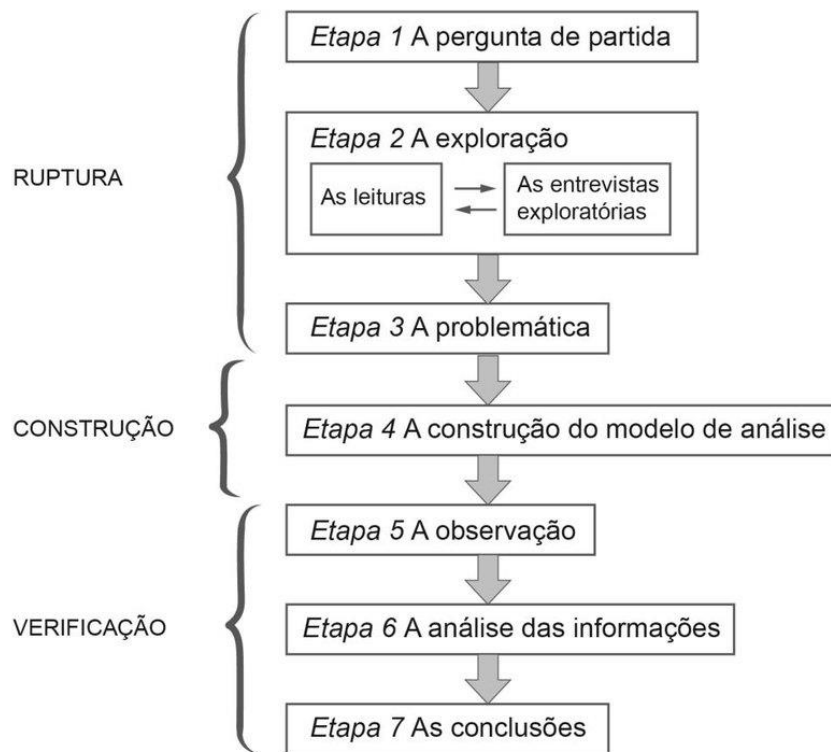 Etapa 1 A pergunta de partida
Etapa 2 A exploração
RUPTURA
As leituras
As entrevistas
exploratórias
Etapa 3 A problemática
CONSTRUÇÃO
Etapa 4 A construção do modelo de análise
Etapa 5 A observação
VERIFICAÇÃO
Etapa 6 A análise das informações
Etapa 7 As conclusões